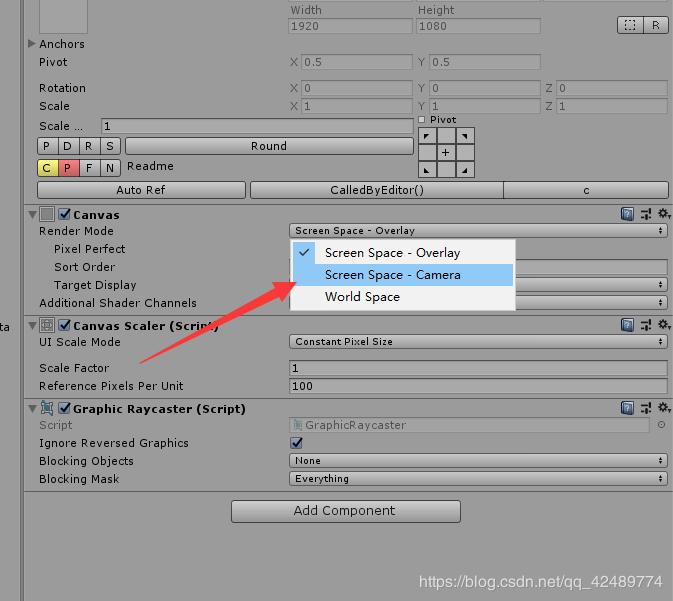 Width Height
1920 1080
R
Anchors
Pivot X 0.5 Y 0.5
Rotation X 0 Y 0 Z 0
Scale X 1 Y 1 Z 1
Scale ... 1 Pivot
P D R S Round
C P F N Readme
Auto Ref CalledByEditor() c
Canvas
Render Mode Screen Space - Overlay
Pixel Perfect Screen Space - Overlay
Sort Order Screen Space - Camera
Target Display World Space
Additional Shader Channels
ta
Canvas Scaler (Script)
UI Scale Mode Constant Pixel Size
Scale Factor 1
Reference Pixels Per Unit 100
Graphic Raycaster (Script)
Script GraphicRaycaster
Ignore Reversed Graphics
Blocking Objects None
Blocking Mask Everything
Add Component
https://blog.csdn.net/qq_42489774